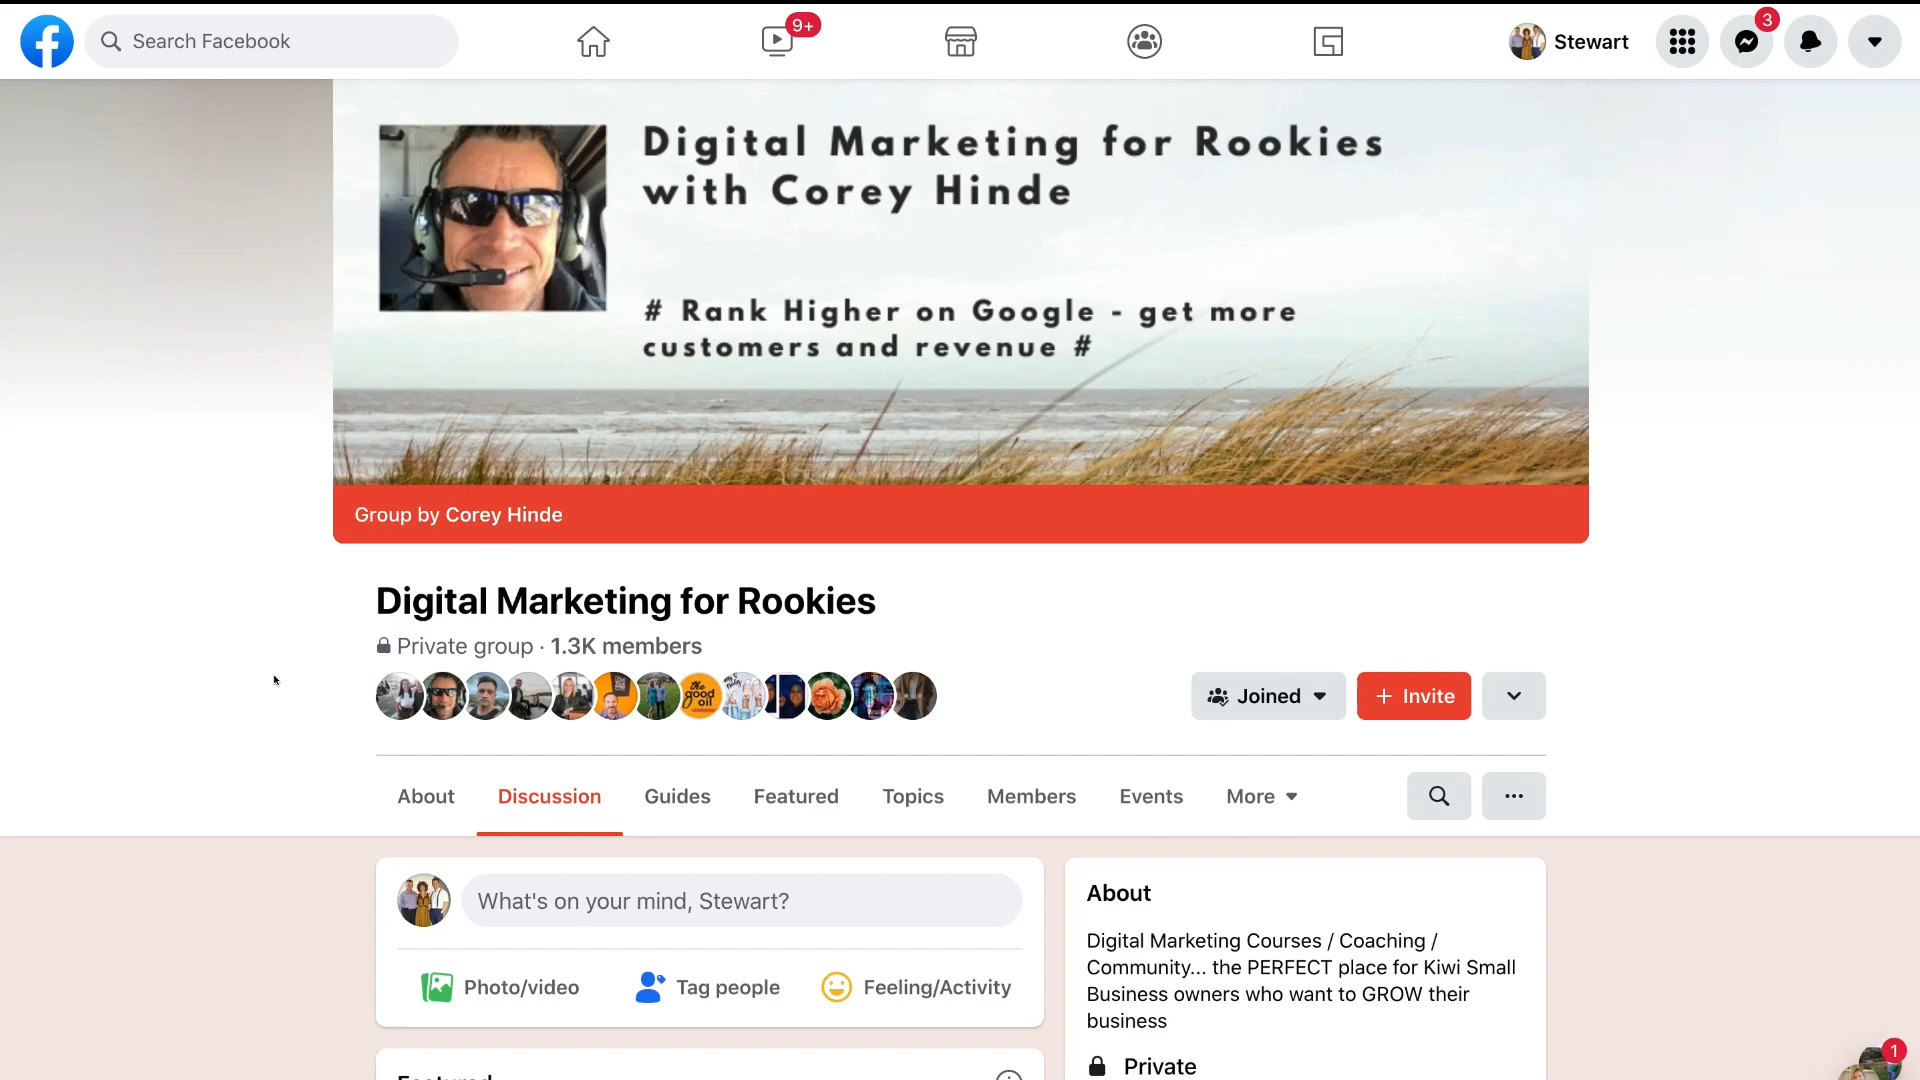 Search Facebook
9+
Stewart
3
Digital Marketing for Rookies
with Corey Hinde
# Rank Higher on Google - get more
customers and revenue #
Group by Corey Hinde
Digital Marketing for Rookies
Private group · 1.3K members
the good oil
Joined
+ Invite
About
Discussion
Guides
Featured
Topics
Members
Events
More
What's on your mind, Stewart?
Photo/video
Tag people
Feeling/Activity
About
Digital Marketing Courses / Coaching /
Community... the PERFECT place for Kiwi Small
Business owners who want to GROW their
business
Private
1
Featured